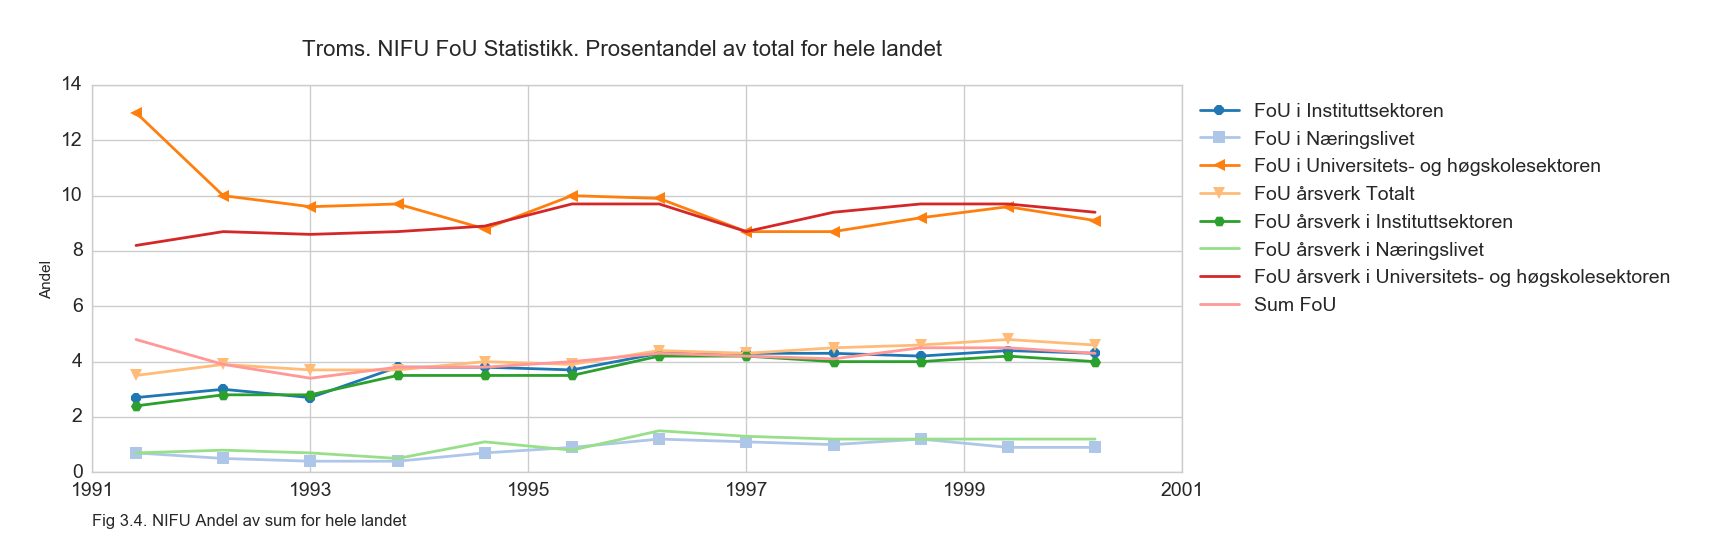 Troms. NIFU FoU Statistikk. Prosentandel av total for hele landet
14
12
10
8
6
4
2
0
Andel
1991 1993 1995 1997 1999 2001
FoU i Instituttsektoren
FoU i Næringslivet
FoU i Universitets- og høgskolesektoren
FoU årsverk Totalt
FoU årsverk i Instituttsektoren
FoU årsverk i Næringslivet
FoU årsverk i Universitets- og høgskolesektoren
Sum FoU
Fig 3.4. NIFU Andel av sum for hele landet